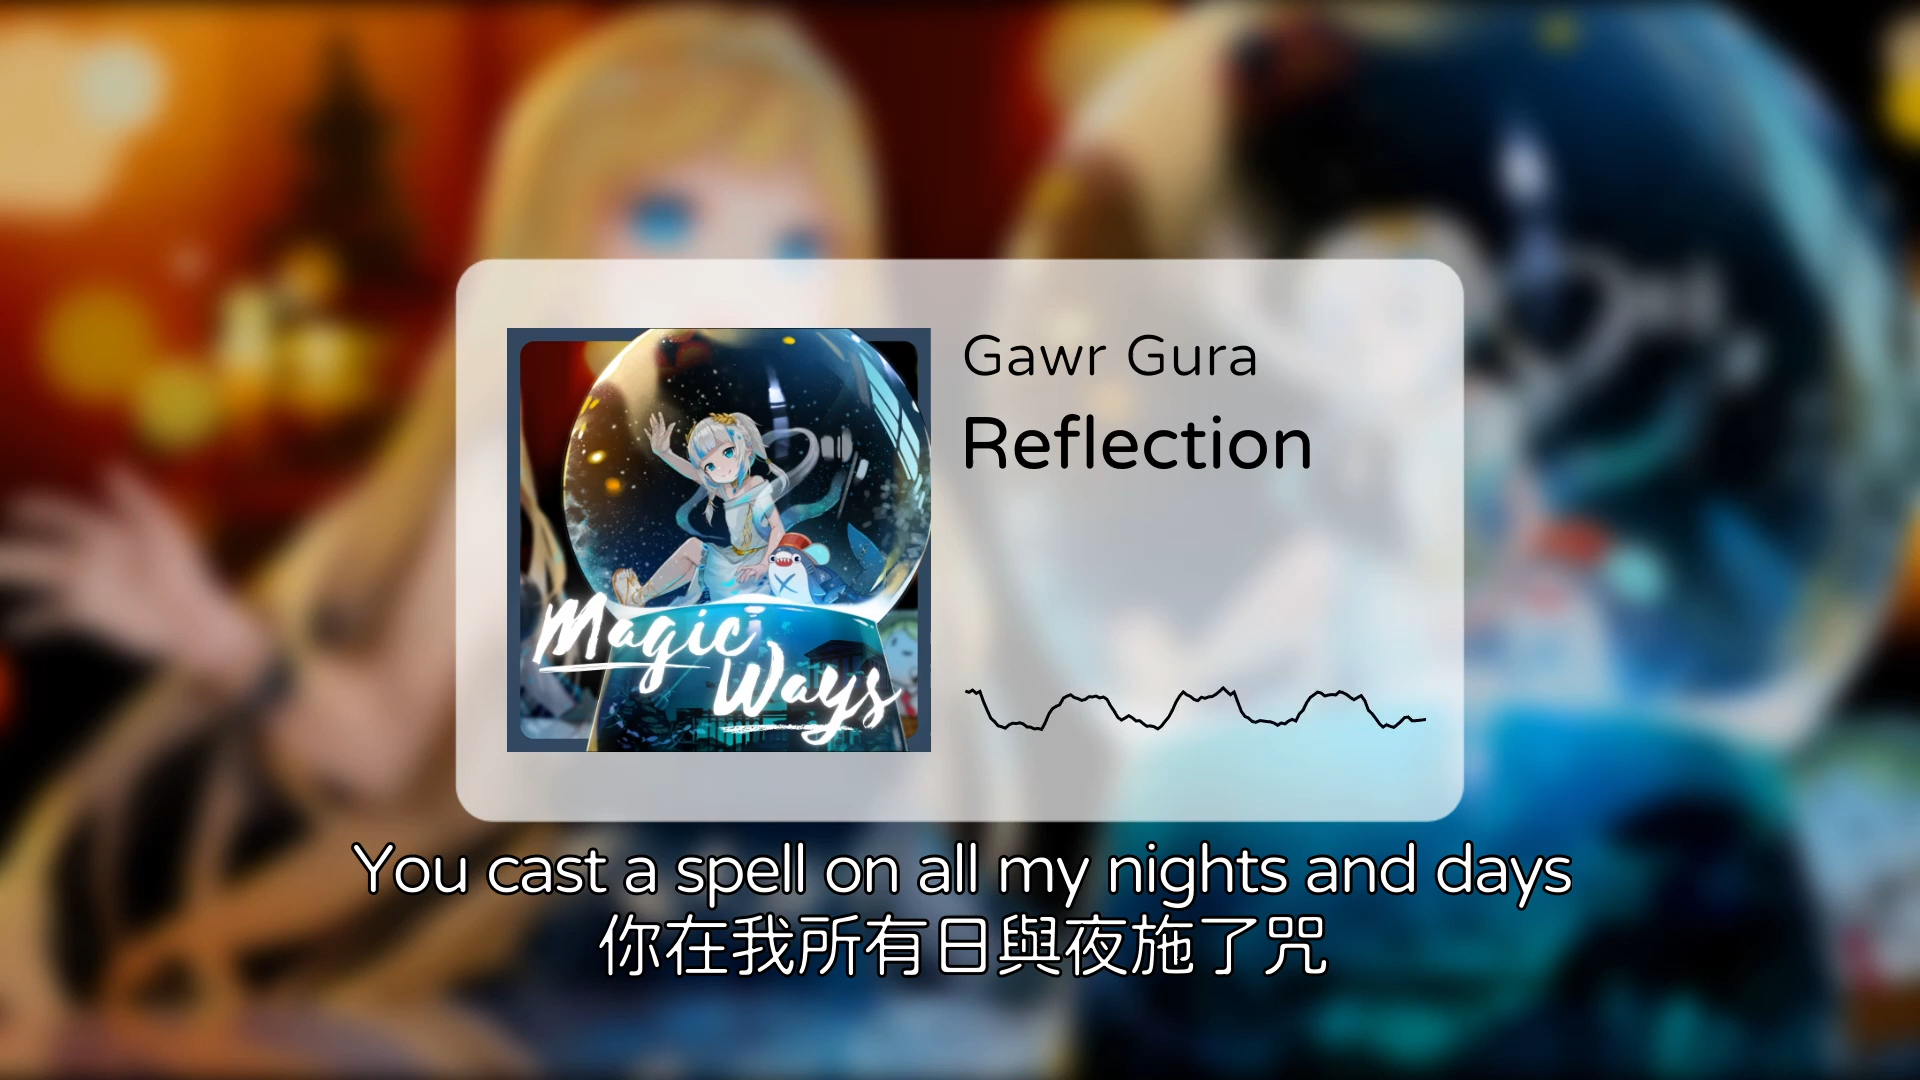 Gawr Gura
Reflection
Magic
Ways
You cast a spell on all my nights and days
你在我所有日與夜施了咒